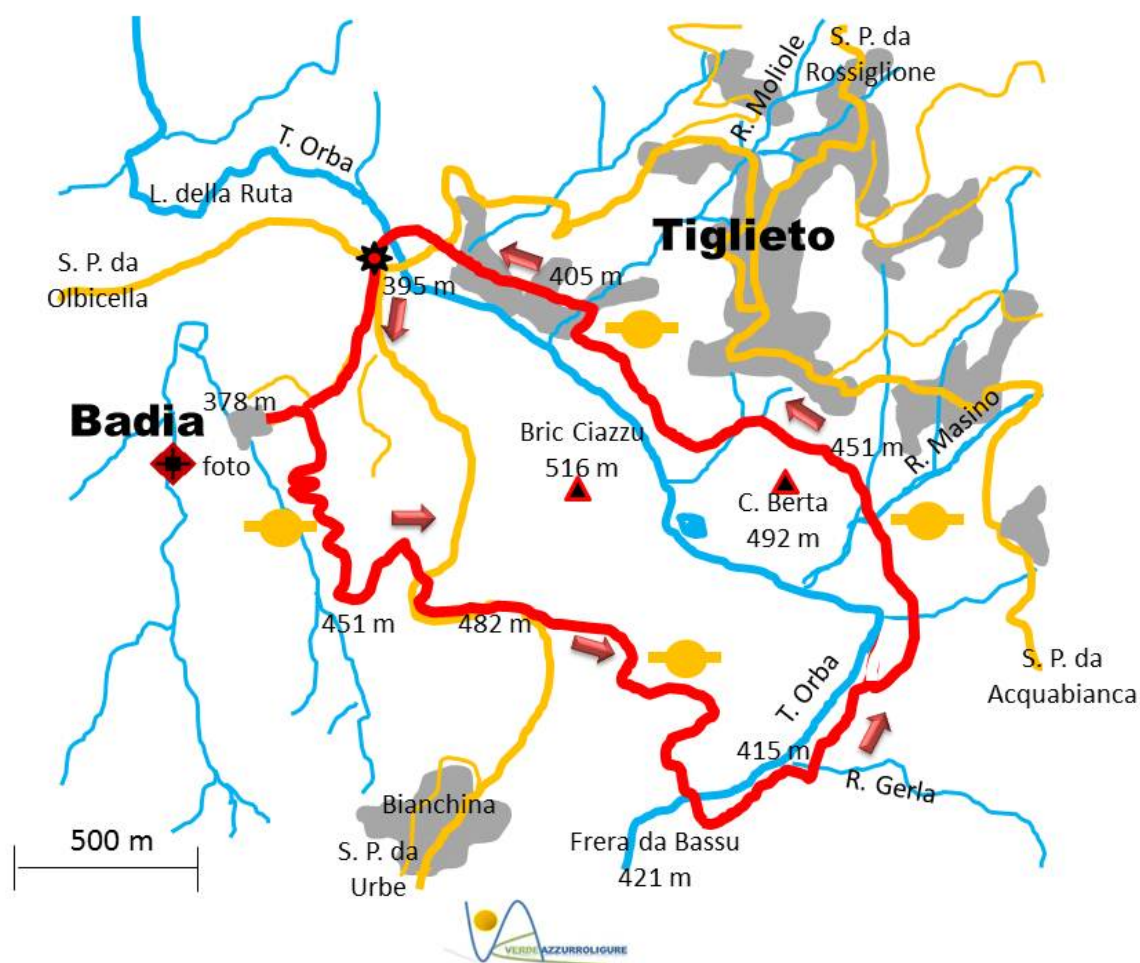 S. P. da
Rossiglione
R. Moliole
T. Orba
L. della Ruta
Tiglieto
S. P. da
Olbicella
395 m
405 m
378 m
Badia
foto
Bric Ciazzu
516 m
451 m
R. Masino
C. Berta
492 m
451 m
482 m
T. Orba
S. P. da
Acquabianca
415 m
R. Gerla
Bianchina
S. P. da
Urbe
Frera da Bassu
421 m
500 m
VERDEAZZURROLIGURE